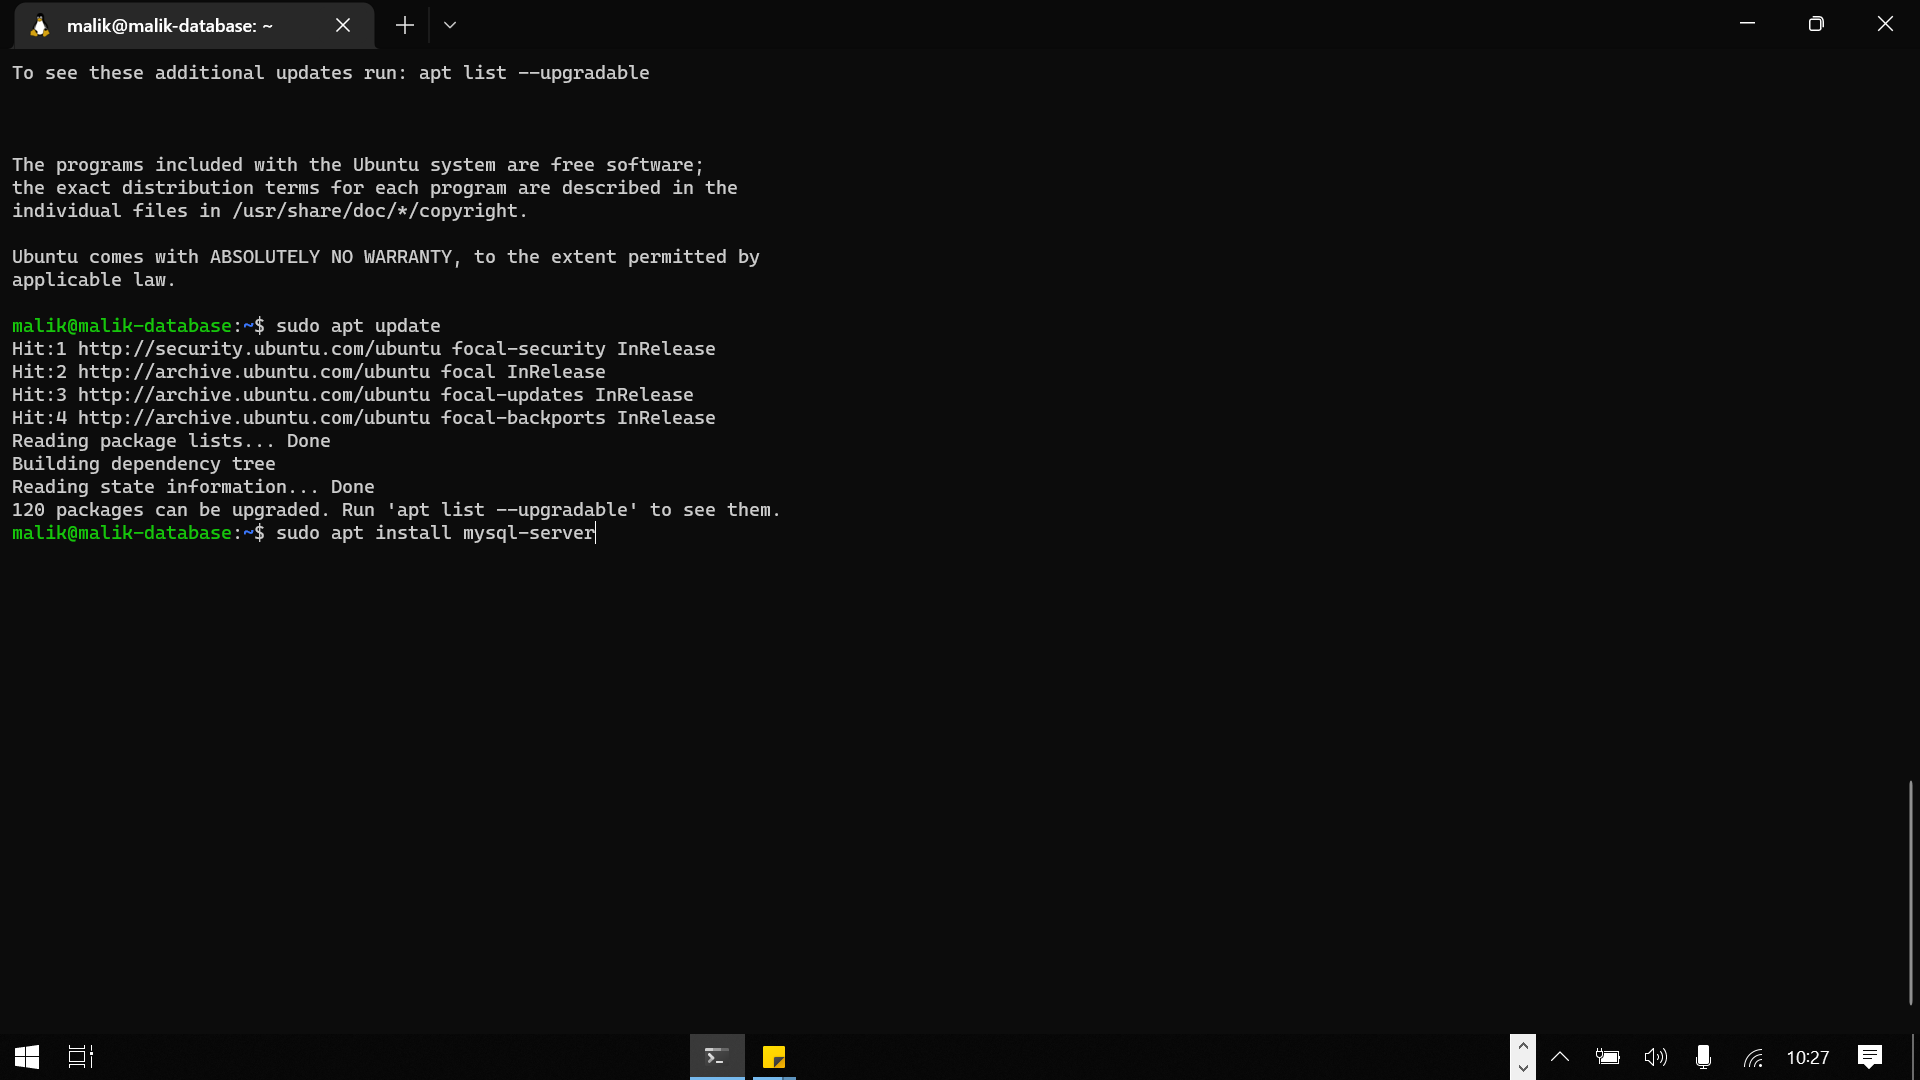 malik@malik-database: ~
To see these additional updates run: apt list --upgradable
The programs included with the Ubuntu system are free software;
the exact distribution terms for each program are described in the
individual files in /usr/share/doc/*/copyright.
Ubuntu comes with ABSOLUTELY NO WARRANTY, to the extent permitted by
applicable law.
malik@malik-database:~$ sudo apt update
Hit:1 http://security.ubuntu.com/ubuntu focal-security InRelease
Hit:2 http://archive.ubuntu.com/ubuntu focal InRelease
Hit:3 http://archive.ubuntu.com/ubuntu focal-updates InRelease
Hit:4 http://archive.ubuntu.com/ubuntu focal-backports InRelease
Reading package lists... Done
Building dependency tree
Reading state information... Done
120 packages can be upgraded. Run 'apt list --upgradable' to see them.
malik@malik-database:~$ sudo apt install mysql-server
10:27